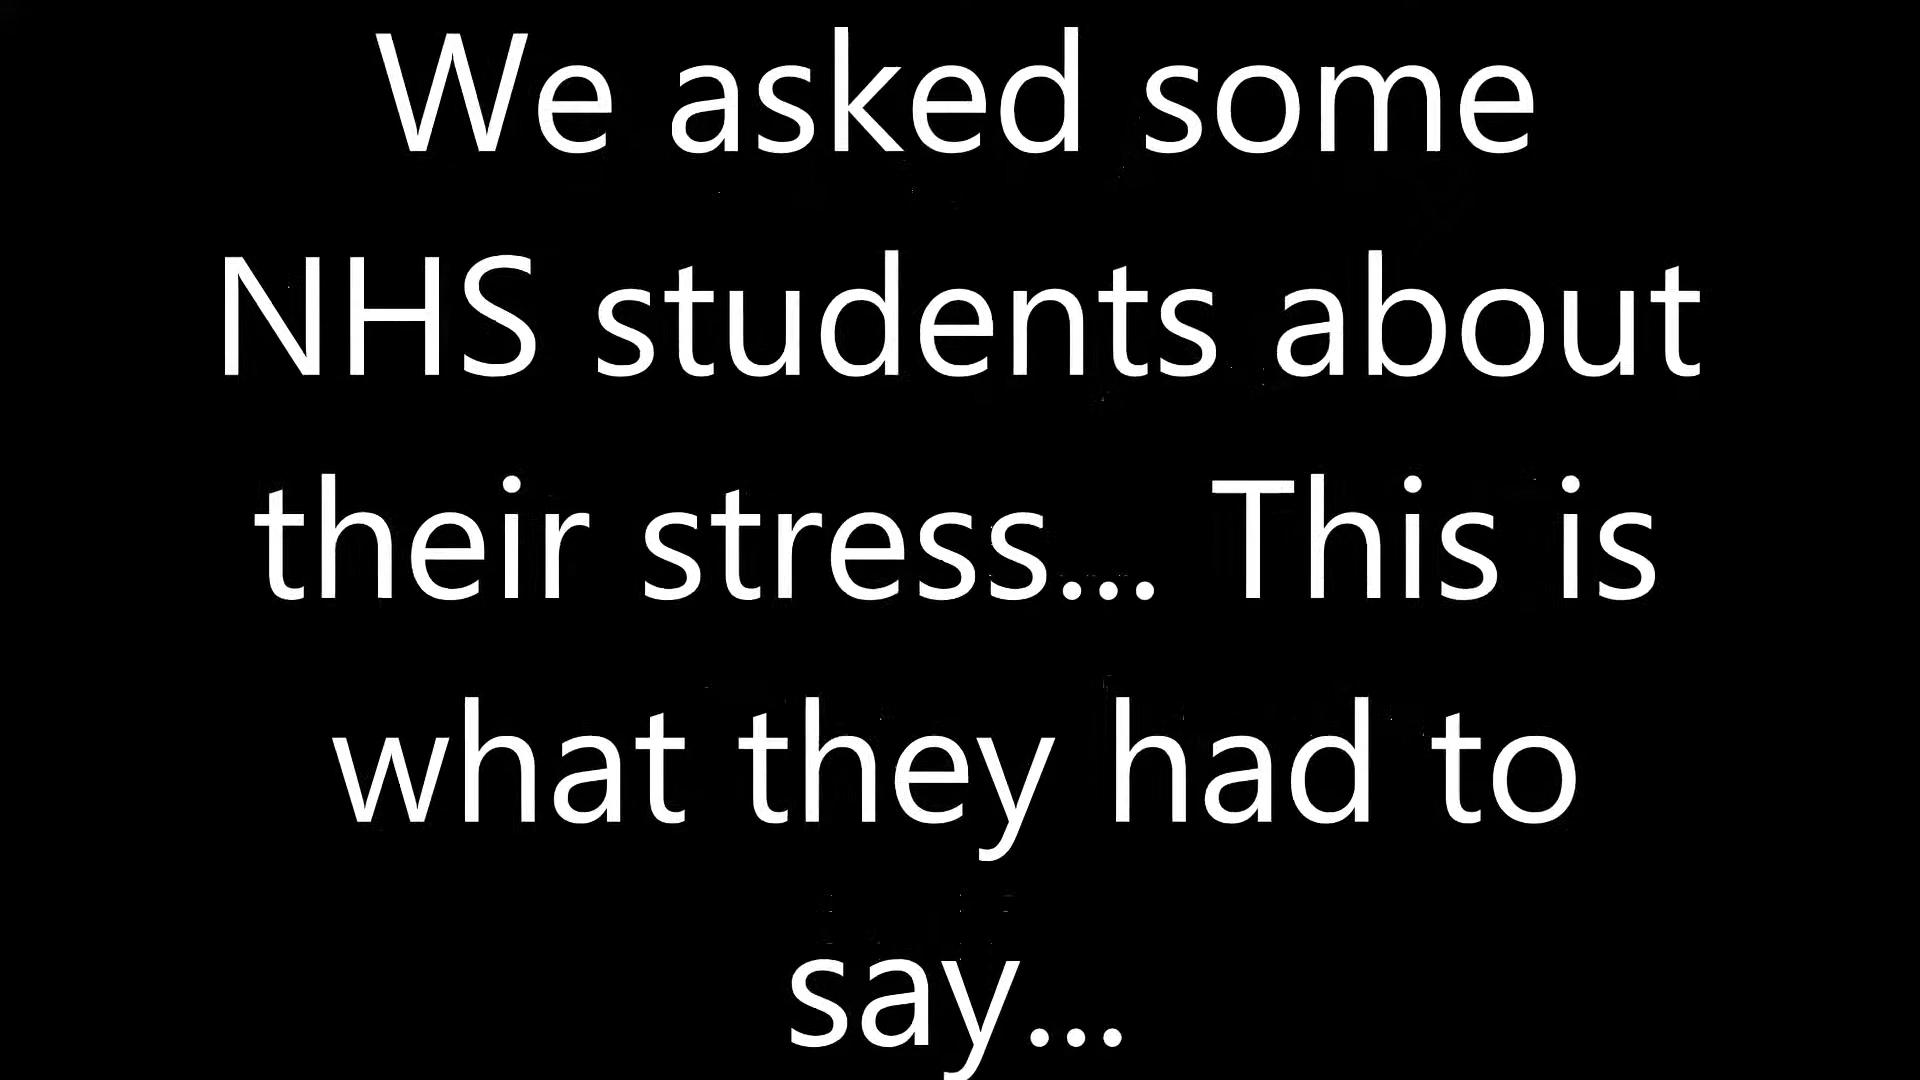 We asked some
NHS students about
their stress... This is
what they had to
say...